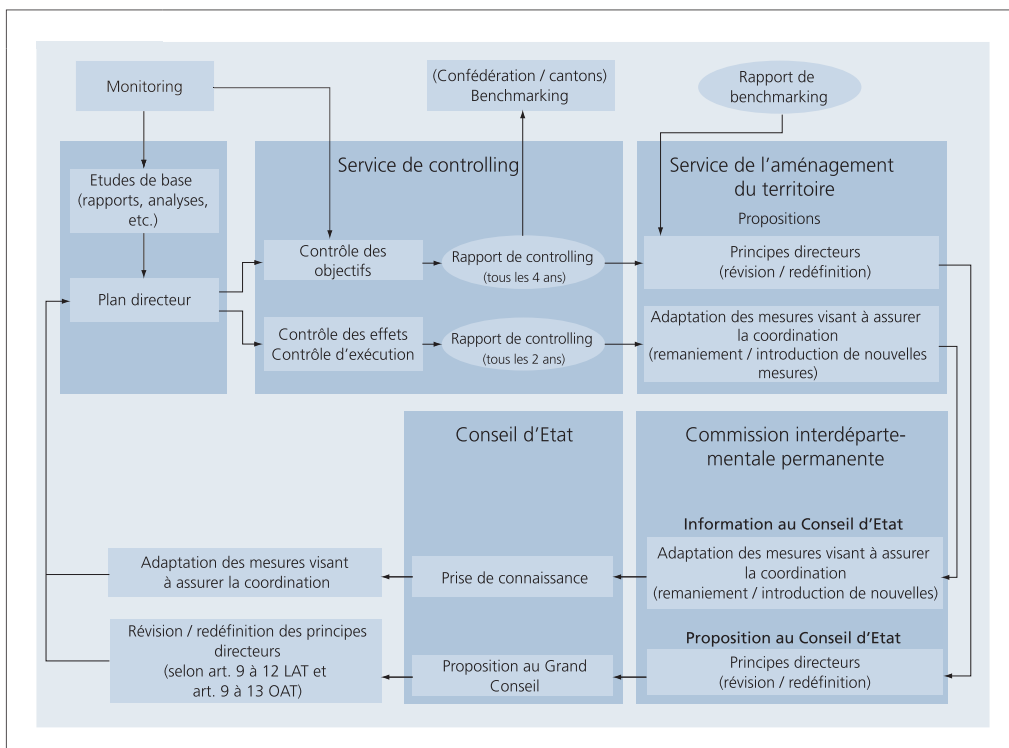 Monitoring
(Confédération / cantons)
Benchmarking
Rapport de
benchmarking
Etudes de base
(rapports, analyses,
etc.)
Plan directeur
Service de controlling
Contrôle des
objectifs
Rapport de controlling
(tous les 4 ans)
Contrôle des effets
Contrôle d’exécution
Rapport de controlling
(tous les 2 ans)
Service de l’aménagement
du territoire
Propositions
Principes directeurs
(révision / redéfinition)
Adaptation des mesures visant à assurer
la coordination
(remaniement / introduction de nouvelles
mesures)
Conseil d’Etat
Commission interdéparte-
mentale permanente
Information au Conseil d’Etat
Adaptation des mesures visant à assurer
la coordination
(remaniement / introduction de nouvelles)
Prise de connaissance
Adaptation des mesures visant
à assurer la coordination
Proposition au Conseil d’Etat
Principes directeurs
(révision / redéfinition)
Proposition au Grand
Conseil
Révision / redéfinition des principes
directeurs
(selon art. 9 à 12 LAT et
art. 9 à 13 OAT)